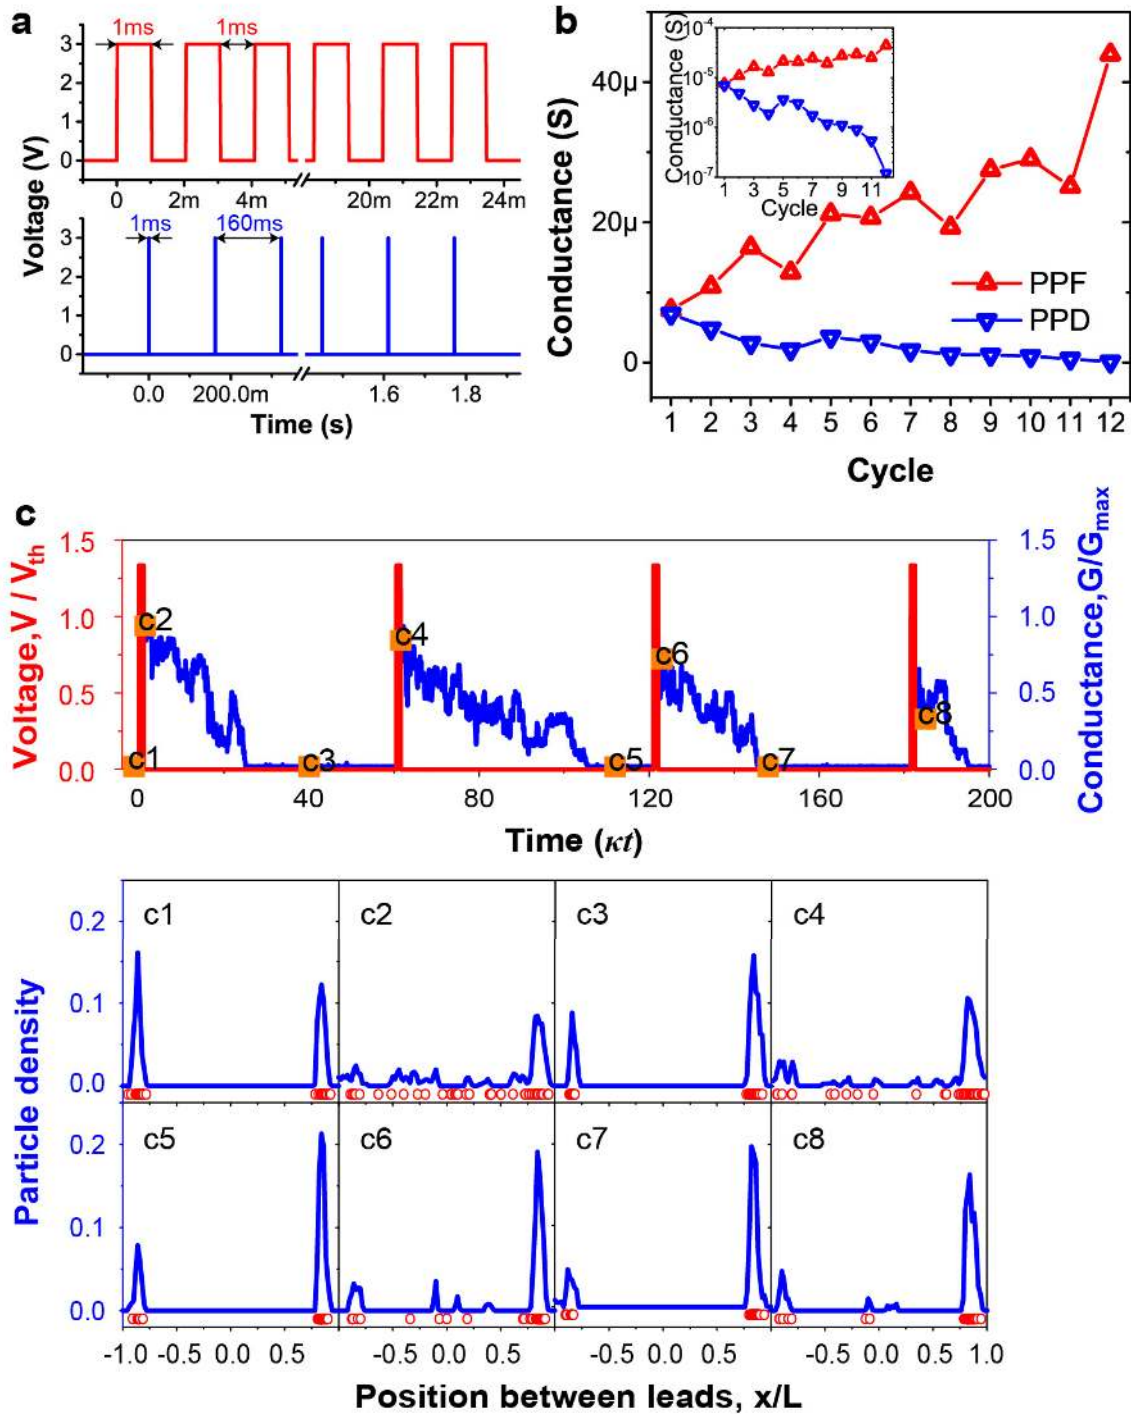 a
1ms 1ms
3
2
1
0
0 2m 4m 20m 22m 24m
1ms 160ms
3
2
1
0
0.0 200.0m 1.6 1.8
Voltage (V)
Time (s)
b
40μ
20μ
0
Conductance (S)
1 2 3 4 5 6 7 8 9 10 11 12
Cycle
PPF
PPD
10-4
10-5
10-6
10-7
Conductance (S)
1 3 5 7 9 11
Cycle
c
1.5 1.5
1.0 1.0
0.5 0.5
0.0 0.0
Voltage, V / Vth
Conductance, G/Gmax
c2 c4 c6 c8
c1 c3 c5 c7
0 40 80 120 160 200
Time (κt)
c1 c2 c3 c4
0.2
0.1
0.0
c5 c6 c7 c8
0.2
0.1
0.0
Particle density
-1.0 -0.5 0.0 0.5 -0.5 0.0 0.5 -0.5 0.0 0.5 -0.5 0.0 0.5 1.0
Position between leads, x/L